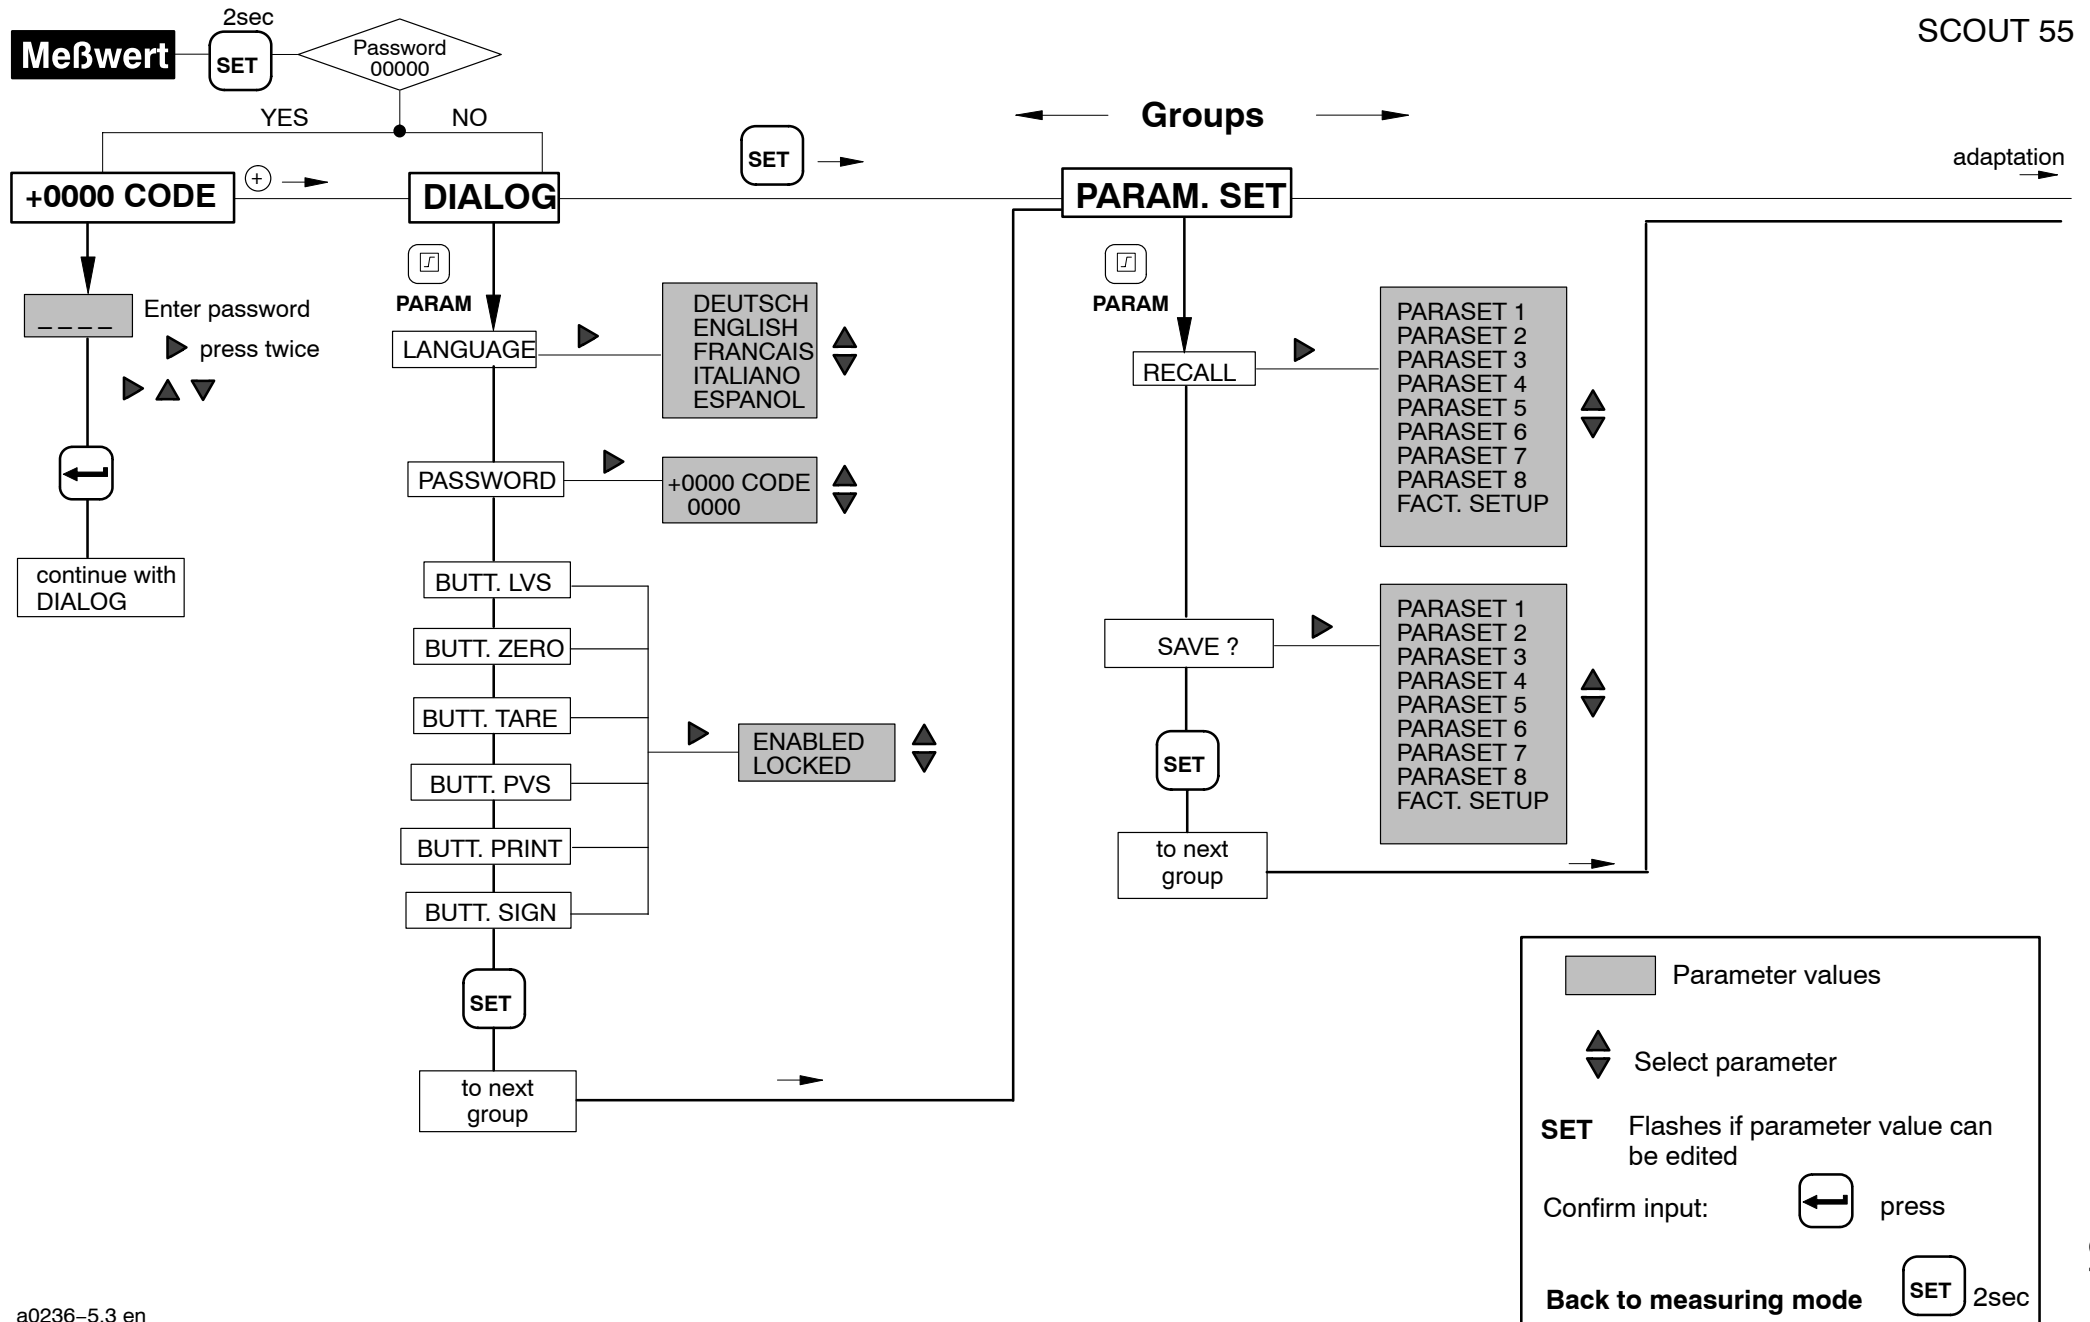 SCOUT 55
2sec
Meßwert
SET
Password
00000
YES
NO
SET
Groups
adaptation
+0000 CODE
+
DIALOG
PARAM. SET
_ _ _ _
Enter password
press twice
continue with
DIALOG
PARAM
LANGUAGE
DEUTSCH
ENGLISH
FRANCAIS
ITALIANO
ESPANOL
PASSWORD
+0000 CODE
0000
BUTT. LVS
BUTT. ZERO
BUTT. TARE
BUTT. PVS
BUTT. PRINT
BUTT. SIGN
ENABLED
LOCKED
SET
to next
group
PARAM
RECALL
PARASET 1
PARASET 2
PARASET 3
PARASET 4
PARASET 5
PARASET 6
PARASET 7
PARASET 8
FACT. SETUP
SAVE ?
PARASET 1
PARASET 2
PARASET 3
PARASET 4
PARASET 5
PARASET 6
PARASET 7
PARASET 8
FACT. SETUP
SET
to next
group
Parameter values
Select parameter
SET Flashes if parameter value can
be edited
Confirm input: press
Back to measuring mode SET 2sec
a0236−5.3 en